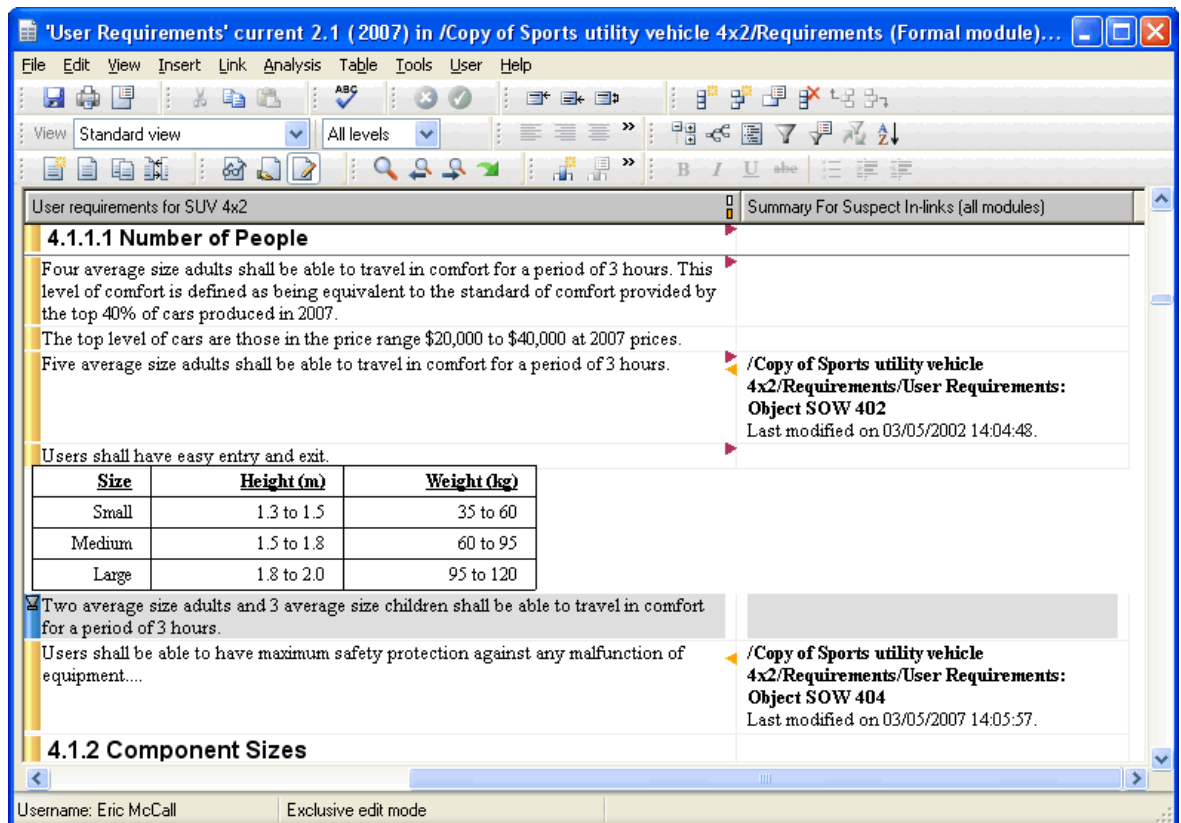 'User Requirements' current 2.1 (2007) in /Copy of Sports utility vehicle 4x2/Requirements (Formal module)...
File Edit View Insert Link Analysis Table Tools User Help
ABC
View Standard view All levels
A Z
B I U abc
User requirements for SUV 4x2 Summary For Suspect In-links (all modules)
4.1.1.1 Number of People
Four average size adults shall be able to travel in comfort for a period of 3 hours. This
level of comfort is defined as being equivalent to the standard of comfort provided by
the top 40% of cars produced in 2007.
The top level of cars are those in the price range $20,000 to $40,000 at 2007 prices.
Five average size adults shall be able to travel in comfort for a period of 3 hours.
/Copy of Sports utility vehicle
4x2/Requirements/User Requirements:
Object SOW 402
Last modified on 03/05/2002 14:04:48.
Users shall have easy entry and exit.
Size Height (m) Weight (kg)
Small 1.3 to 1.5 35 to 60
Medium 1.5 to 1.8 60 to 95
Large 1.8 to 2.0 95 to 120
Two average size adults and 3 average size children shall be able to travel in comfort
for a period of 3 hours.
Users shall be able to have maximum safety protection against any malfunction of
equipment....
/Copy of Sports utility vehicle
4x2/Requirements/User Requirements:
Object SOW 404
Last modified on 03/05/2007 14:05:57.
4.1.2 Component Sizes
Username: Eric McCall Exclusive edit mode